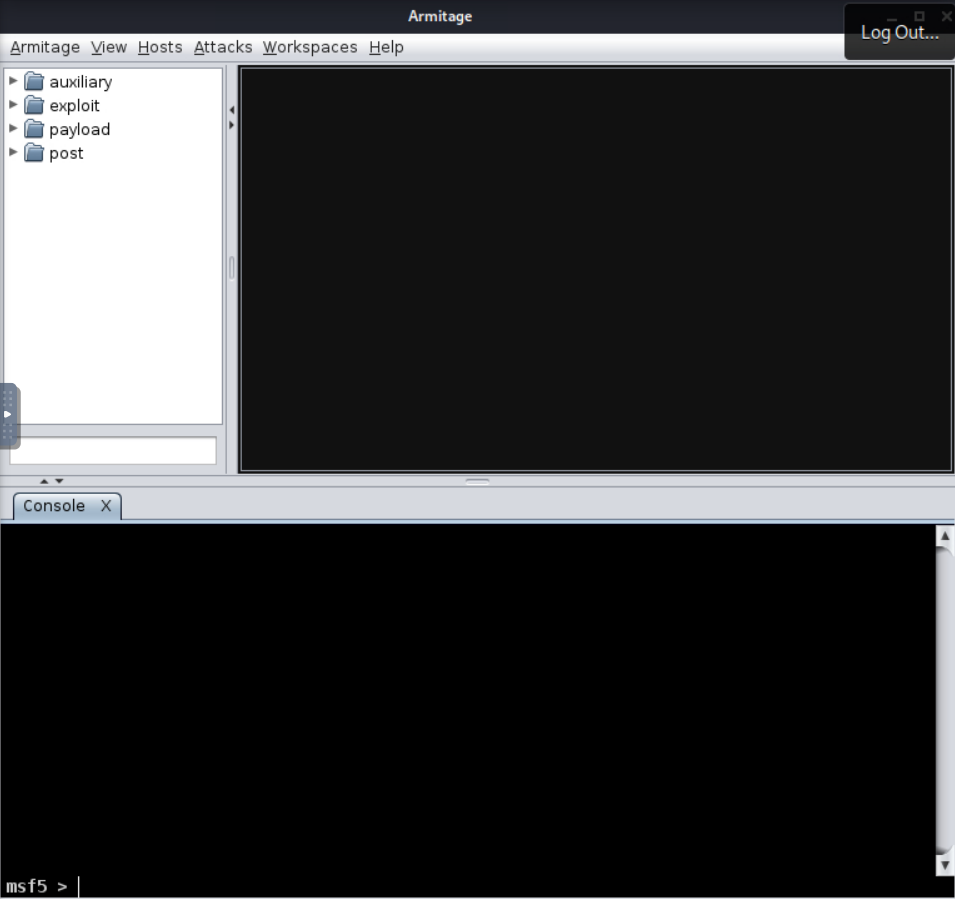 Armitage
Log Out...
Armitage View Hosts Attacks Workspaces Help
auxiliary
exploit
payload
post
Console X
msf5 >